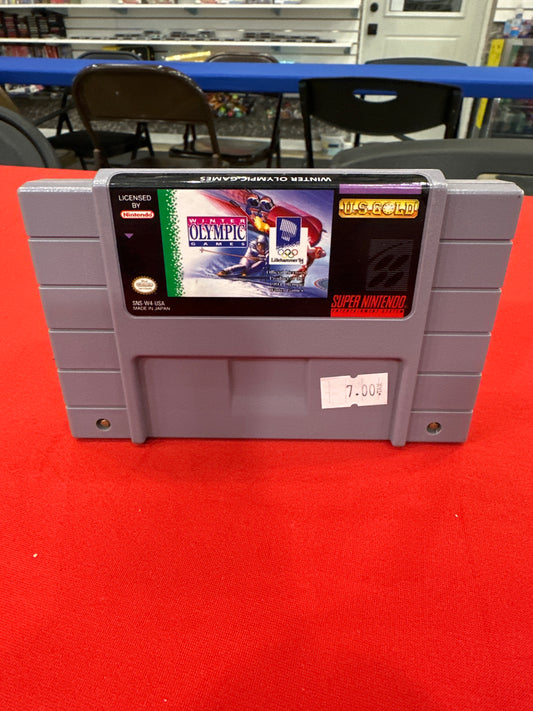 WINTER OLYMPIC GAMES
LICENSED
BY
Nintendo
WINTER
OLYMPIC
GAMES
Lillehammer'94
U.S. GOLD
SNS-W4-USA
MADE IN JAPAN
SUPER NINTENDO
7.00